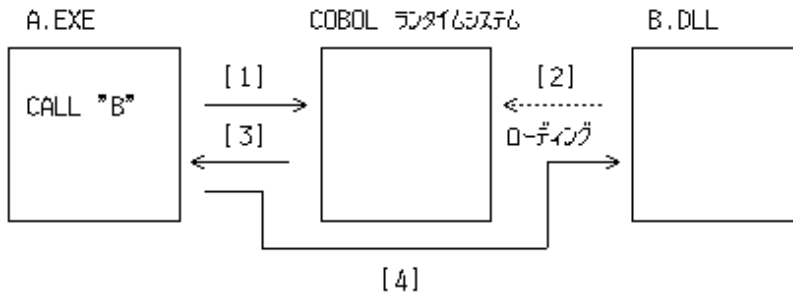 A.EXE
COBOL ランタイムシステム
B.DLL
CALL "B"
[1]
[2]
[3]
ローディング
[4]